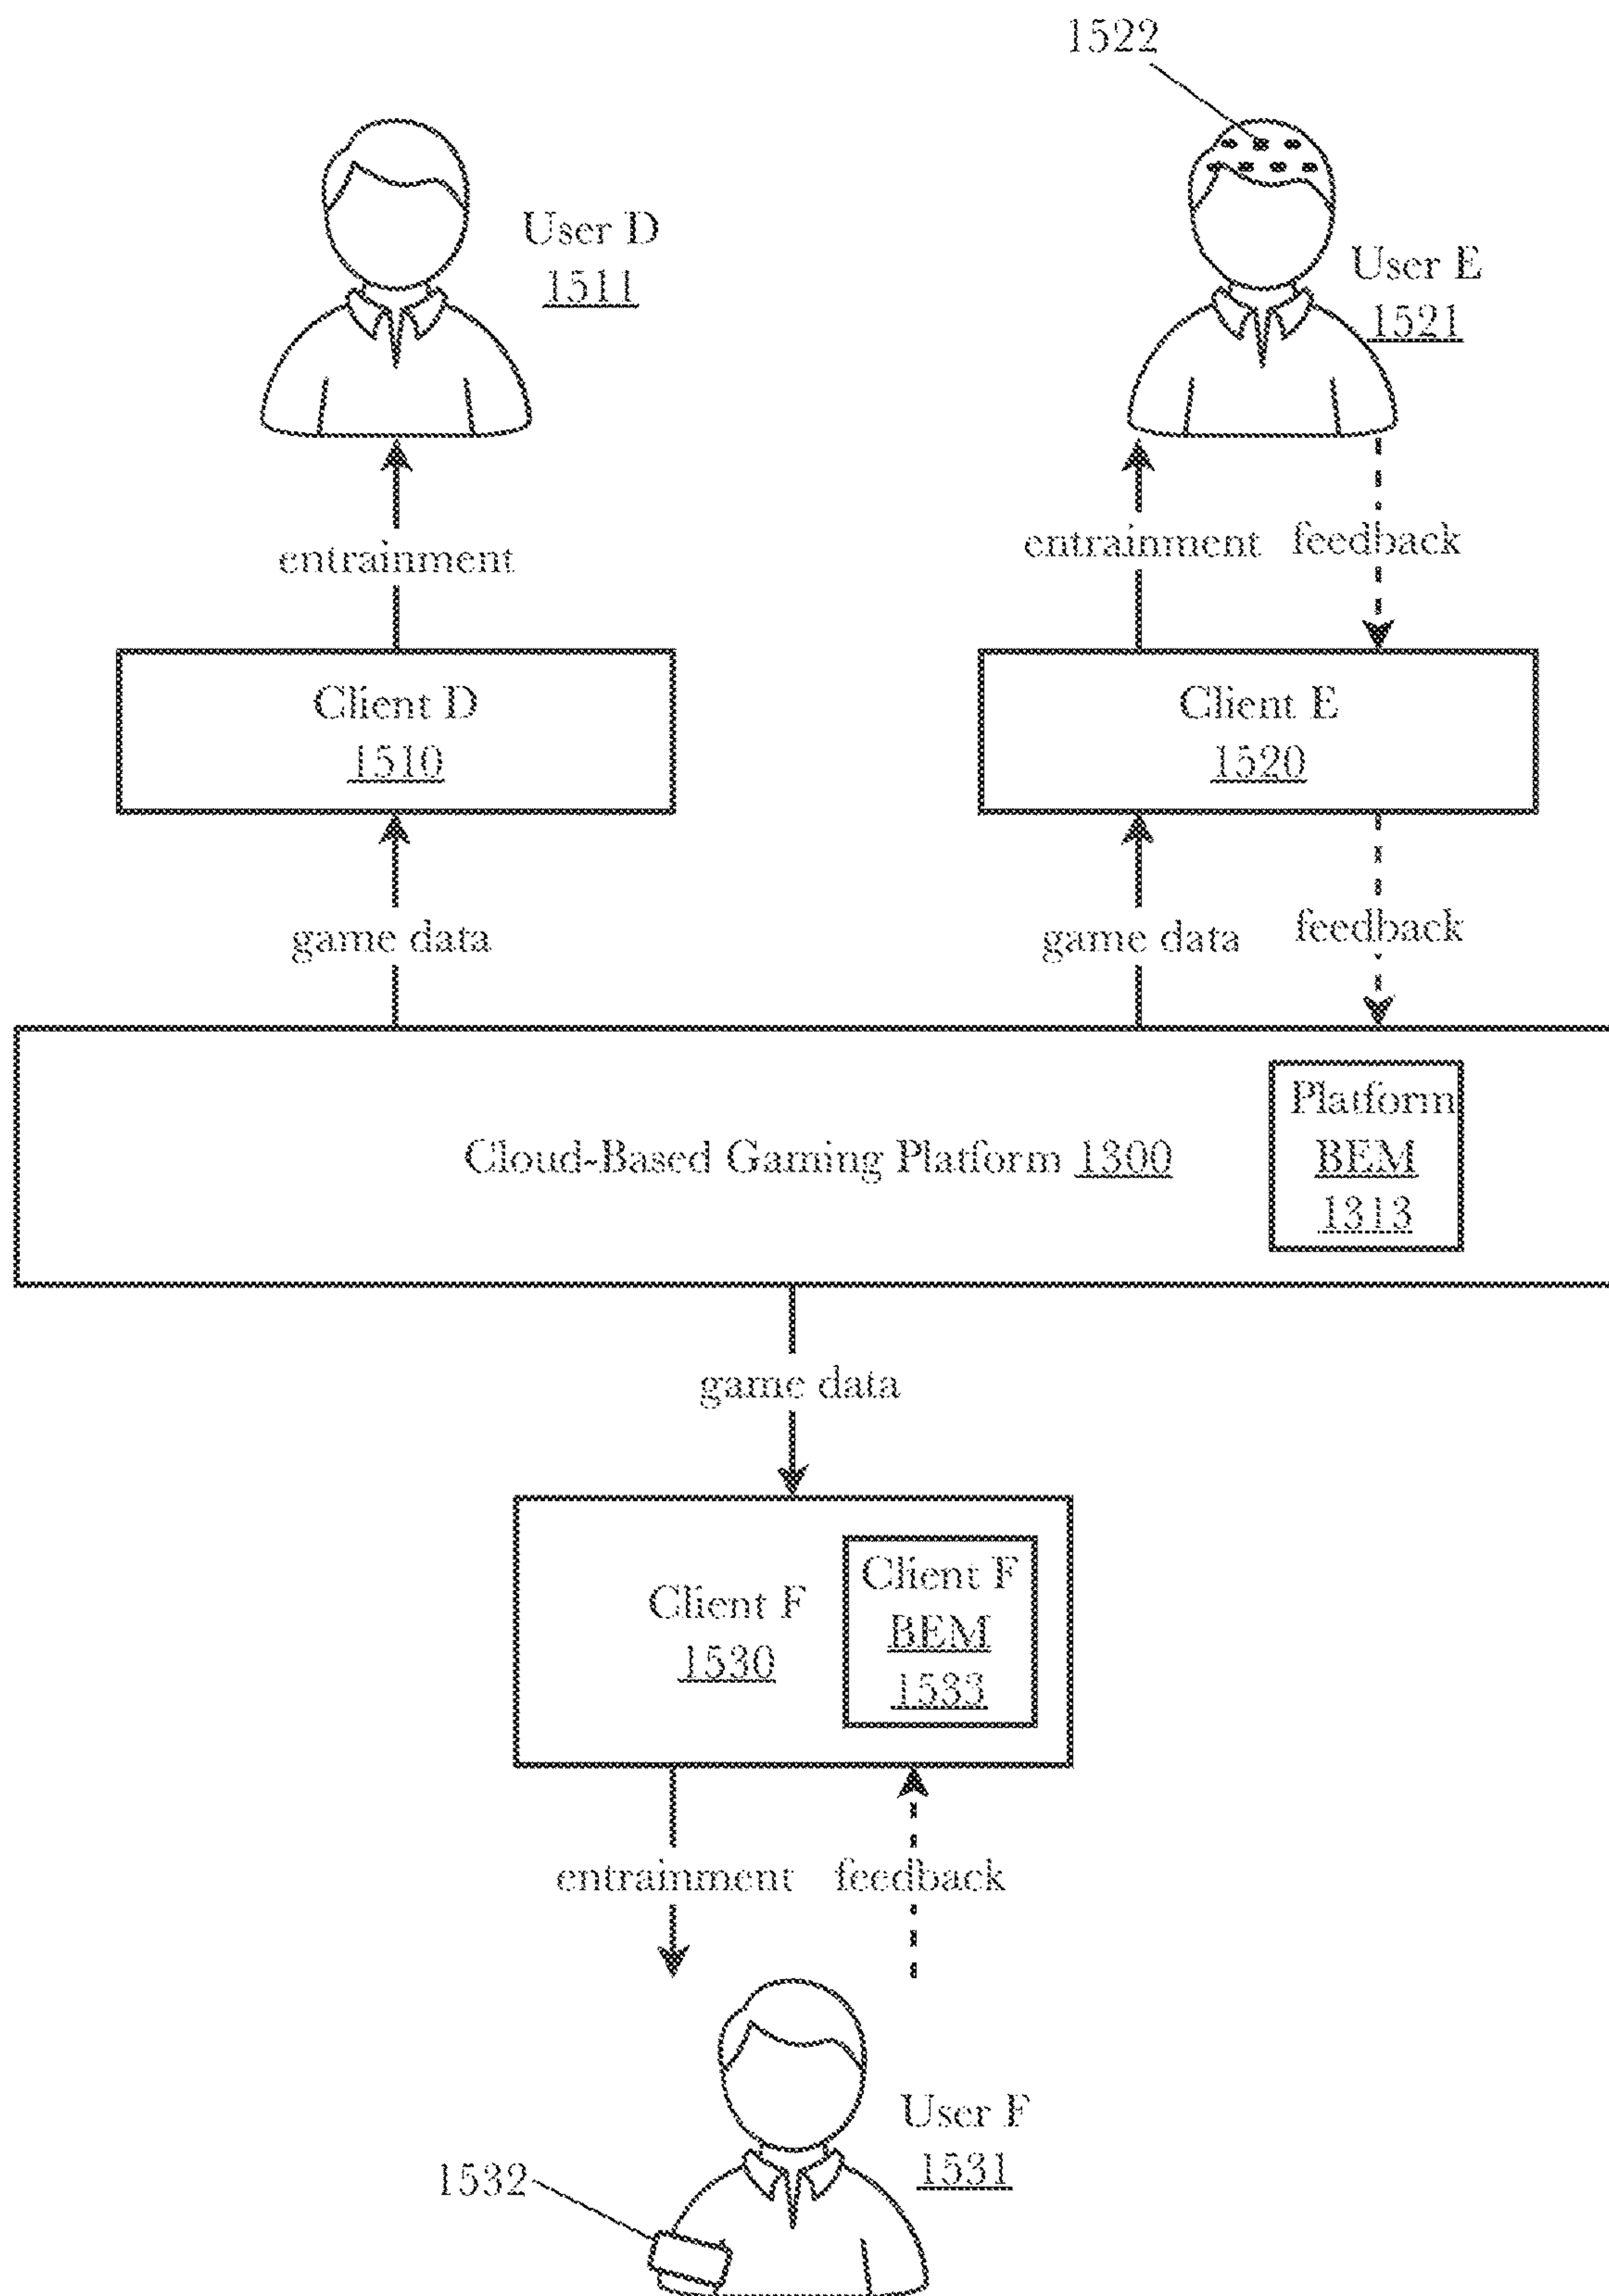 1522
User D
1511
User E
1521
entrainment
entrainment
feedback
Client D
1510
Client E
1520
game data
game data
feedback
Cloud-Based Gaming Platform 1300
Platform
BEM
1313
game data
Client F
1530
Client F
BEM
1533
entrainment
feedback
User F
1531
1532